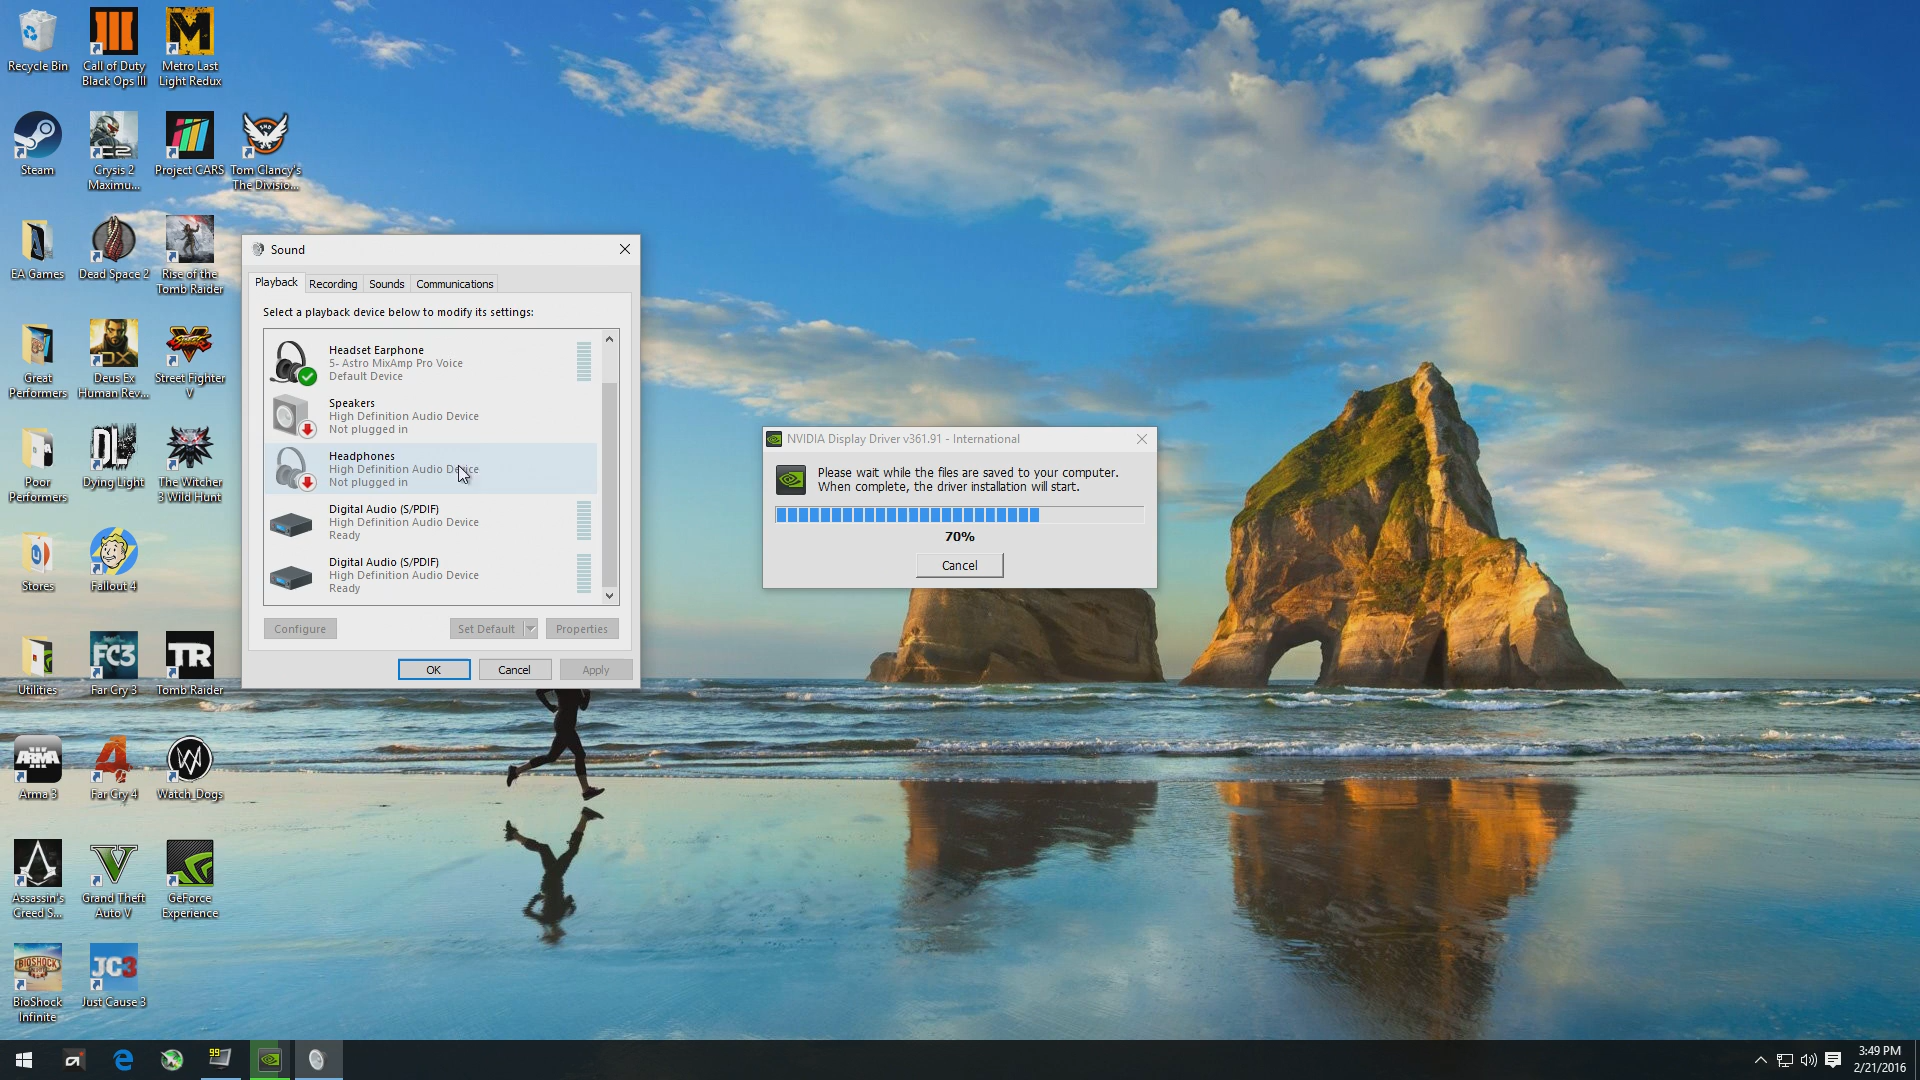 Recycle Bin
Call of Duty
Black Ops III
Metro Last
Light Redux
Steam
Crysis 2
Maximu...
Project CARS
Tom Clancy's
The Divisio...
EA Games
Dead Space 2
Rise of the
Tomb Raider
Great
Performers
Deus Ex
Human Rev...
Street Fighter
V
Poor
Performers
DL
Dying Light
The Witcher
3 Wild Hunt
Stores
Fallout 4
Utilities
FC3
Far Cry 3
TR
Tomb Raider
ARMA
Arma 3
4
Far Cry 4
Watch_Dogs
Assassin's
Creed S...
V
Grand Theft
Auto V
GeForce
Experience
BIOSHOCK
BioShock
Infinite
JC3
Just Cause 3
Sound
Playback
Recording
Sounds
Communications
Select a playback device below to modify its settings:
Headset Earphone
5- Astro MixAmp Pro Voice
Default Device
Speakers
High Definition Audio Device
Not plugged in
Headphones
High Definition Audio Device
Not plugged in
Digital Audio (S/PDIF)
High Definition Audio Device
Ready
Digital Audio (S/PDIF)
High Definition Audio Device
Ready
Configure
Set Default
Properties
OK
Cancel
Apply
NVIDIA Display Driver v361.91 - International
Please wait while the files are saved to your computer.
When complete, the driver installation will start.
70%
Cancel
99
3:49 PM
2/21/2016